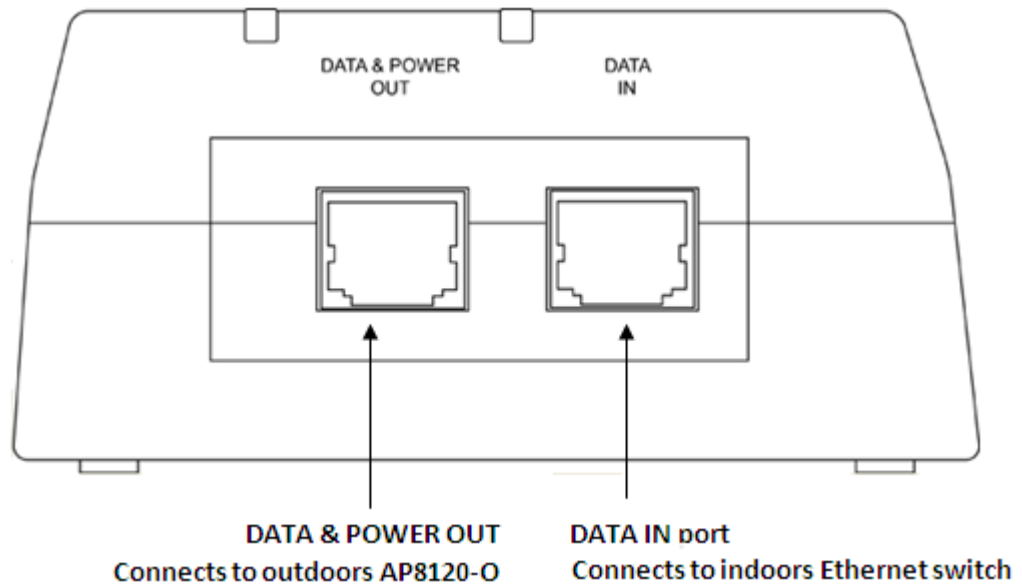 DATA & POWER
OUT
DATA
IN
DATA & POWER OUT
Connects to outdoors AP8120-O
DATA IN port
Connects to indoors Ethernet switch